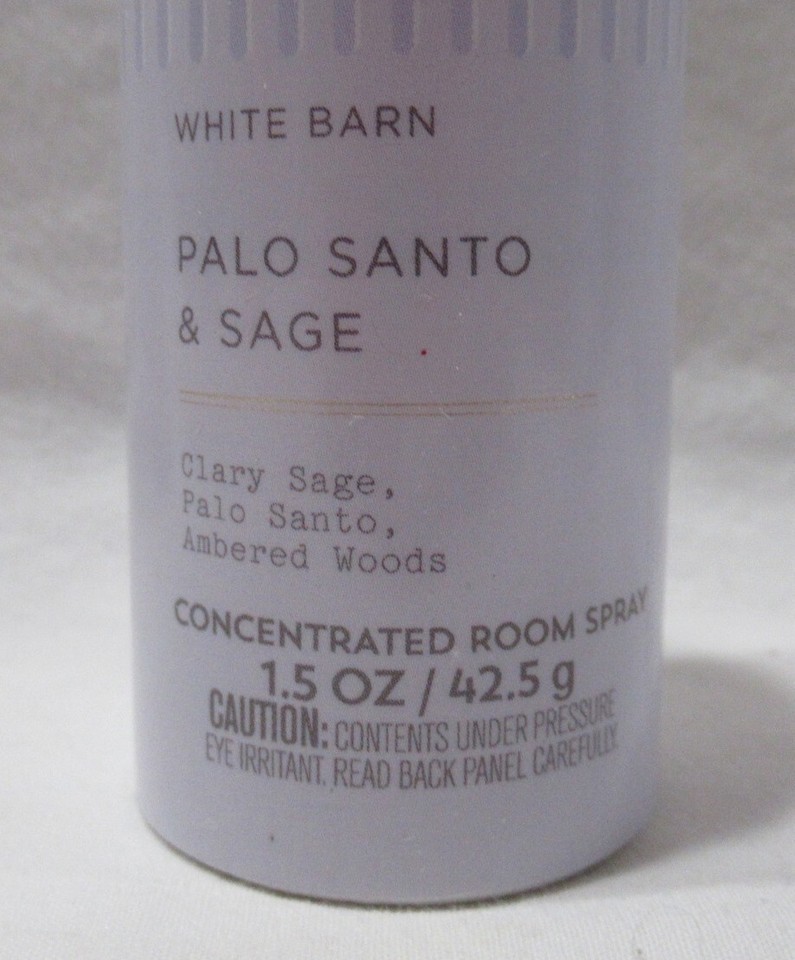 WHITE BARN
PALO SANTO
& SAGE
Clary Sage,
Palo Santo,
Ambered Woods
CONCENTRATED ROOM SPRAY
1.5 OZ / 42.5 g
CAUTION: CONTENTS UNDER PRESSURE
EYE IRRITANT. READ BACK PANEL CAREFULLY.